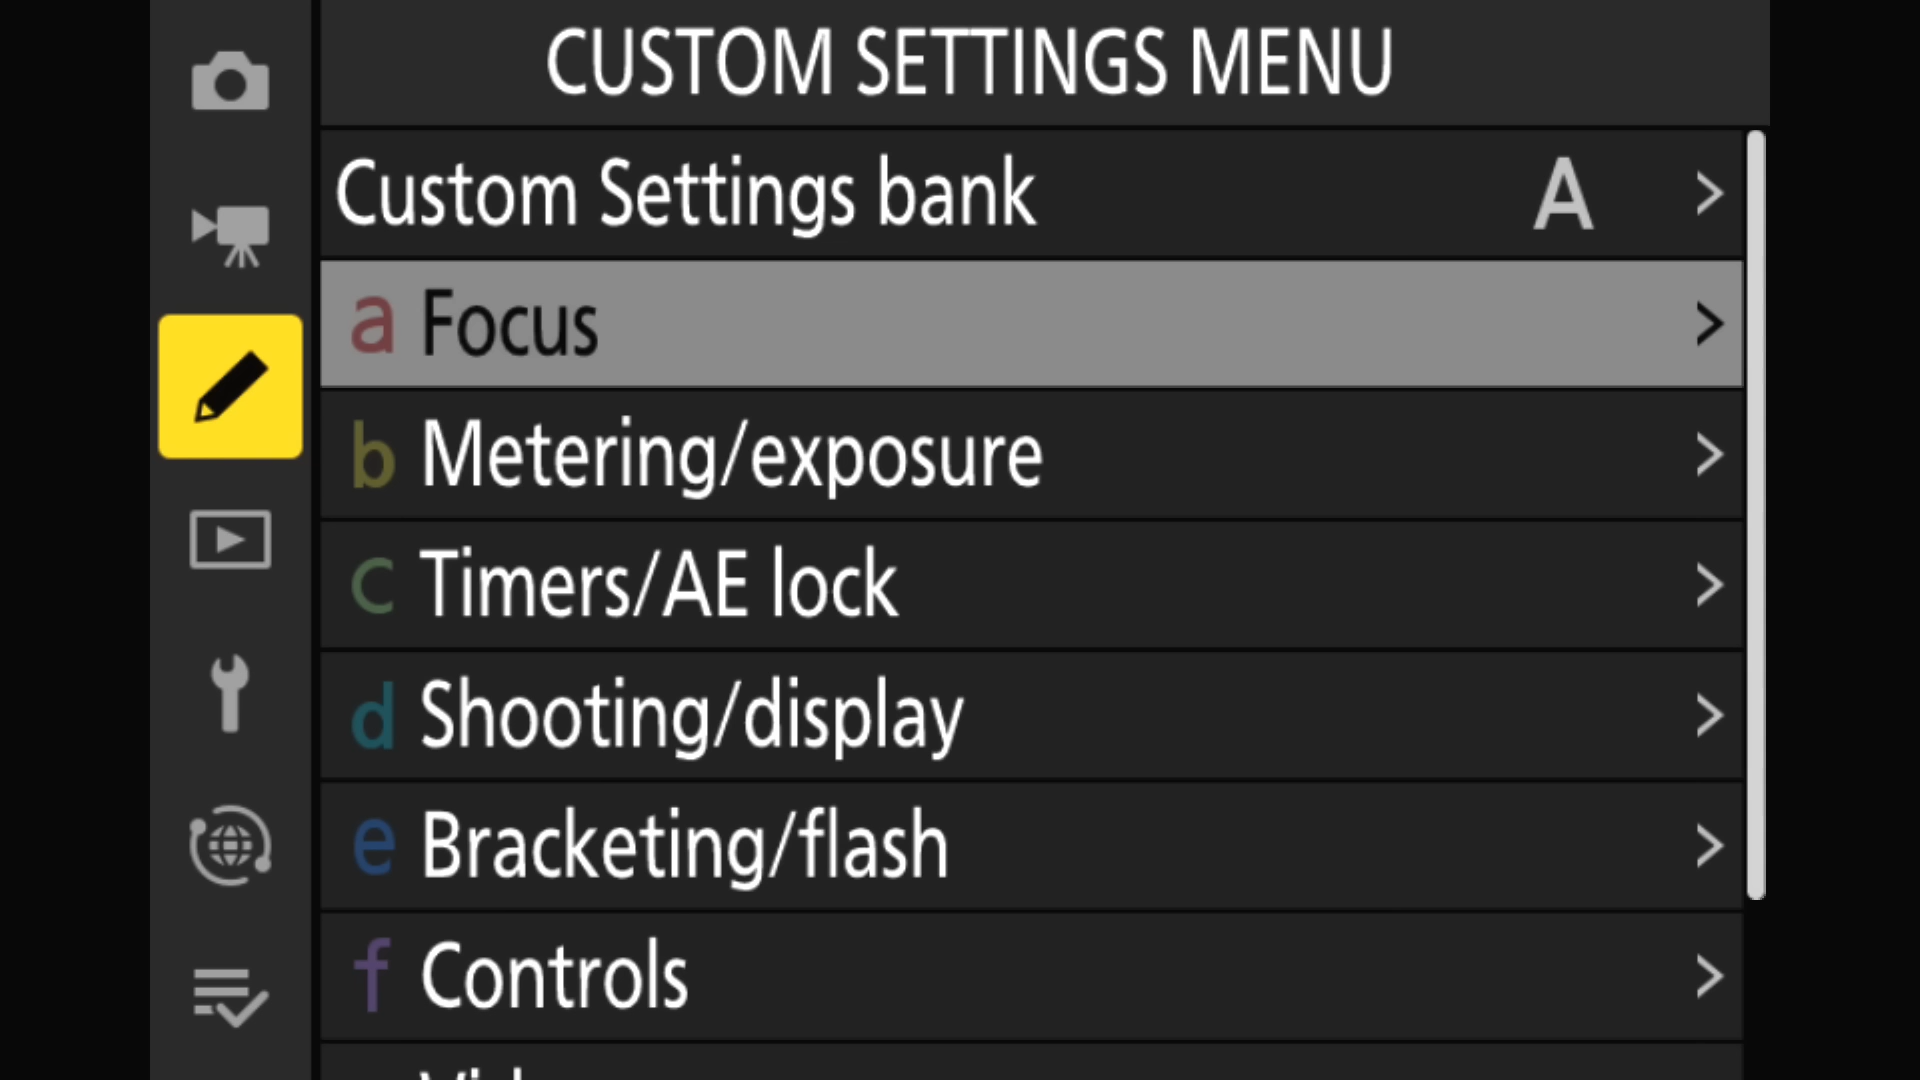 CUSTOM SETTINGS MENU
Custom Settings bank A
a Focus
b Metering/exposure
c Timers/AE lock
d Shooting/display
e Bracketing/flash
f Controls